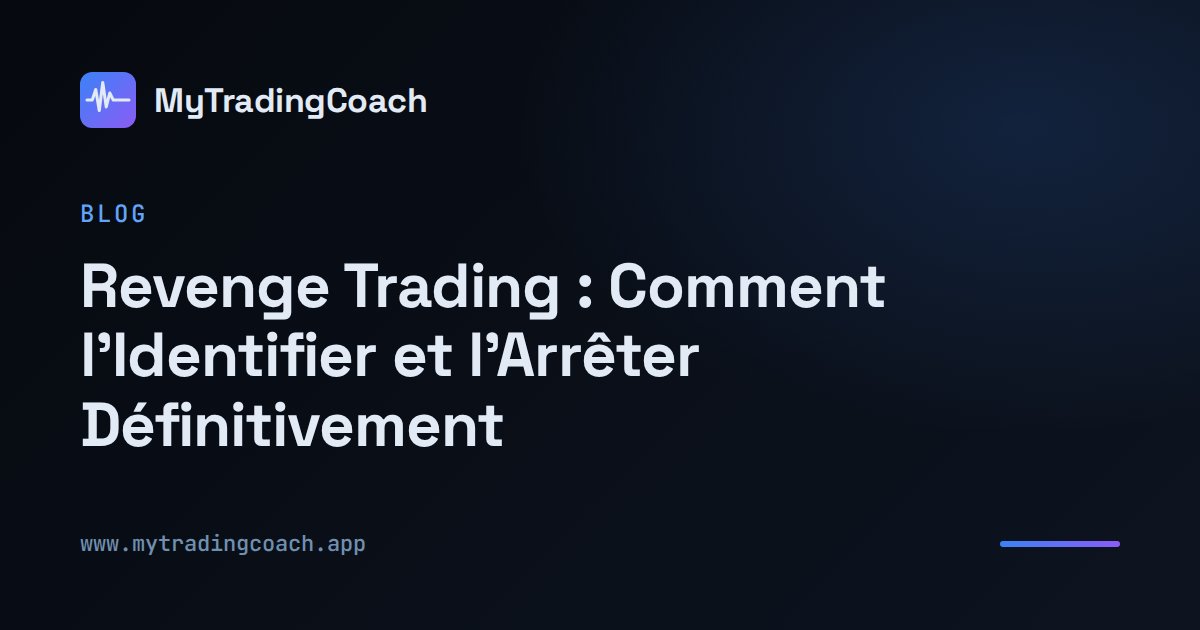 MyTradingCoach
BLOG
Revenge Trading : Comment
l’Identifier et l’Arrêter
Définitivement
www.mytradingcoach.app